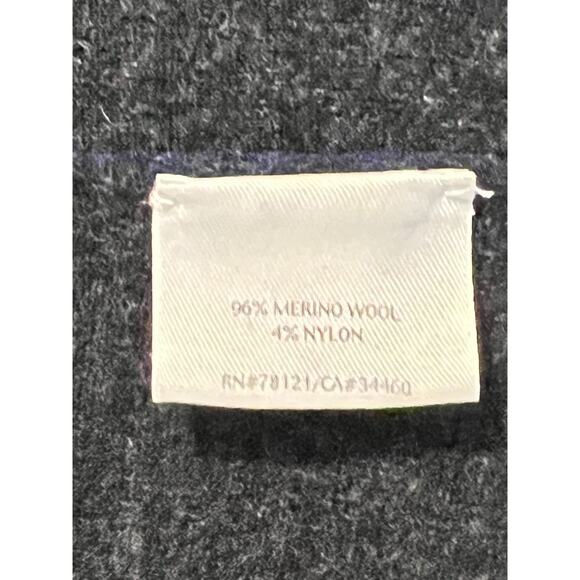 96% MERINO WOOL
4% NYLON
RN#78121/CA#34460